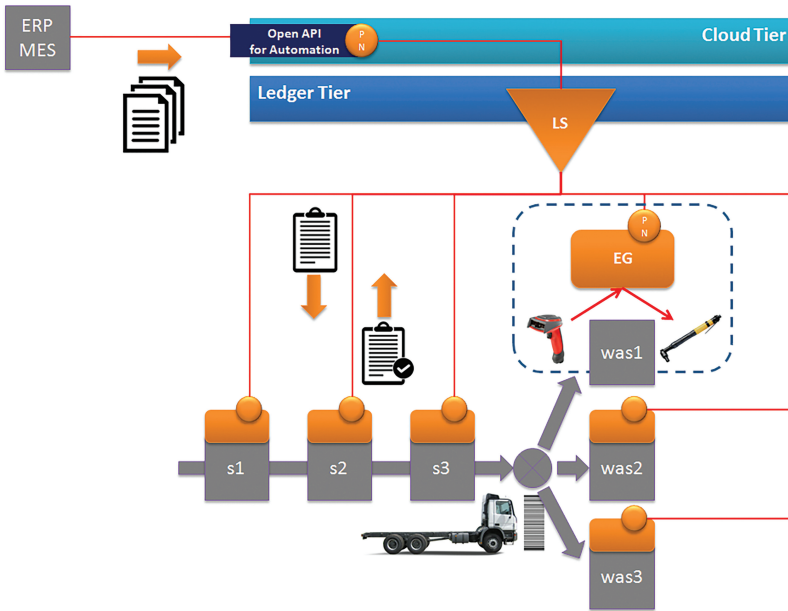 ERP
MES
Open API
for Automation
P
N
Cloud Tier
Ledger Tier
LS
P
N
EG
was1
s1
s2
s3
was2
was3